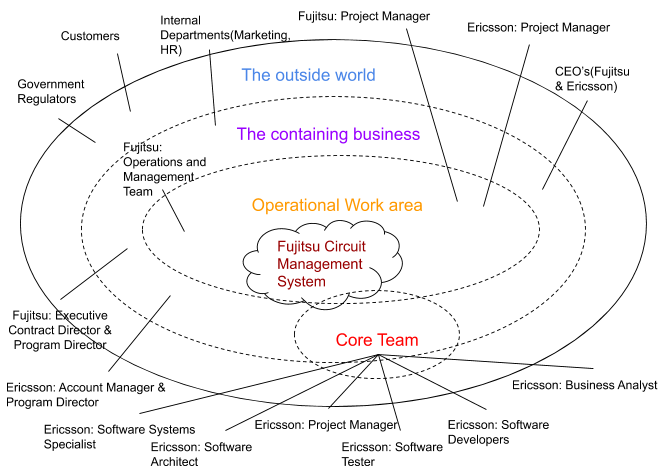 Fujitsu: Project Manager
Internal
Departments(Marketing,
HR)
Ericsson: Project Manager
Customers
The outside world
CEO's(Fujitsu
& Ericsson)
Government
Regulators
The containing business
Fujitsu:
Operations and
Management
Team
Operational Work area
Fujitsu Circuit
Management
System
Fujitsu: Executive
Contract Director &
Program Director
Core Team
Ericsson: Account Manager &
Program Director
Ericsson: Business Analyst
Ericsson: Software Systems
Specialist
Ericsson: Project Manager
Ericsson: Software
Developers
Ericsson: Software
Architect
Ericsson: Software
Tester